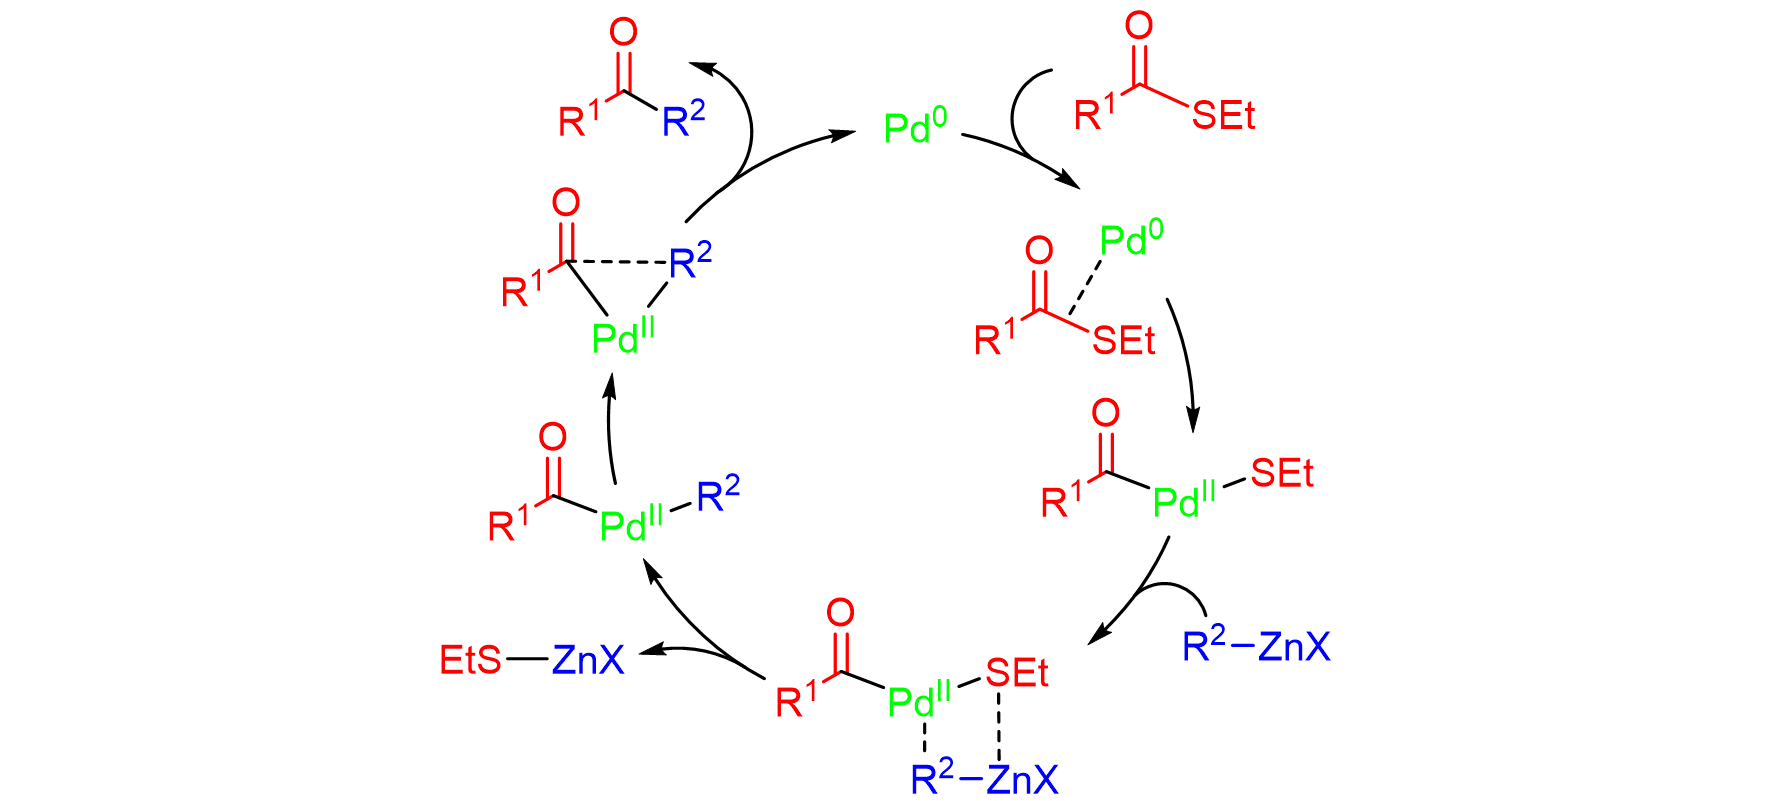 O
R¹
R²
Pd⁰
O
R¹
SEt
O
R¹
R²
Pdᴵᴵ
Pd⁰
O
R¹
SEt
O
R¹
Pdᴵᴵ
R²
O
R¹
Pdᴵᴵ
SEt
EtS
ZnX
R²
ZnX
O
R¹
Pdᴵᴵ
SEt
R²
ZnX